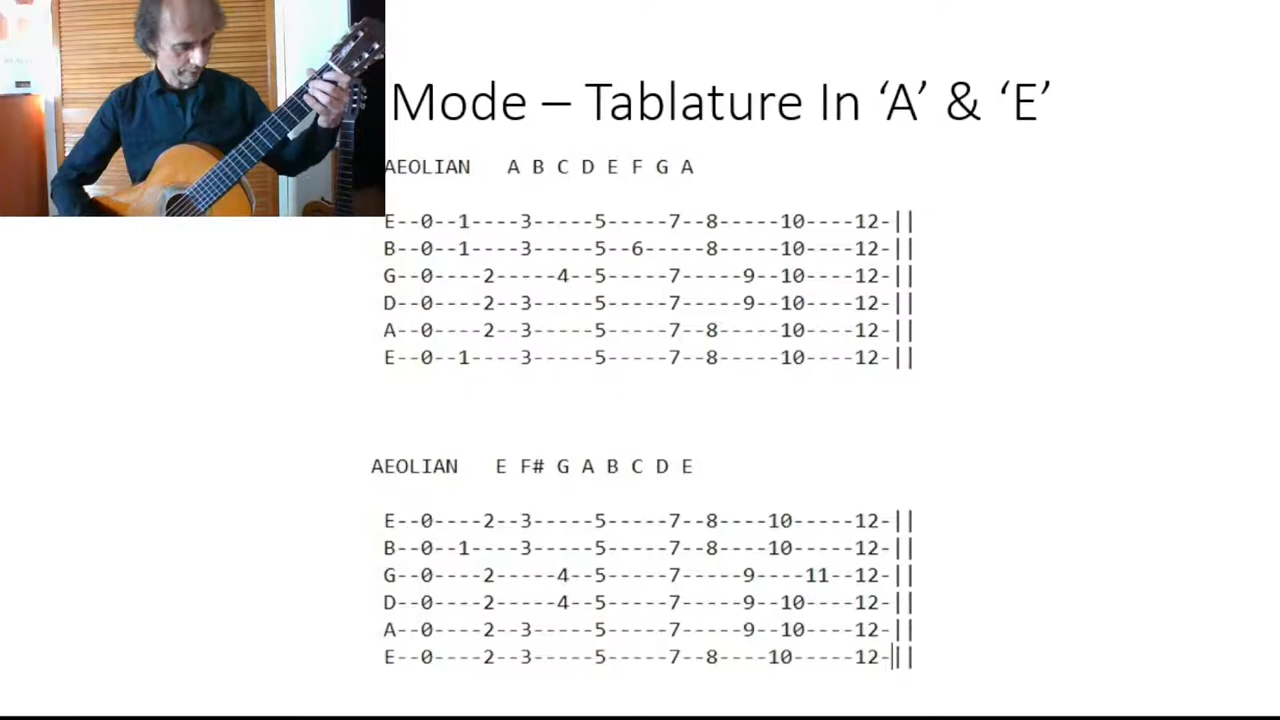 Mode – Tablature In ‘A’ & ‘E’
AEOLIAN A B C D E F G A
E--0--1----3-----5-----7--8-----10----12-||
B--0--1----3-----5--6-----8-----10----12-||
G--0----2-----4--5-----7-----9--10----12-||
D--0----2--3-----5-----7-----9--10----12-||
A--0----2--3-----5-----7--8-----10----12-||
E--0--1----3-----5-----7--8-----10----12-||
AEOLIAN E F# G A B C D E
E--0----2--3-----5-----7--8----10-----12-||
B--0--1----3-----5-----7--8----10-----12-||
G--0----2-----4--5-----7-----9----11--12-||
D--0----2-----4--5-----7-----9--10----12-||
A--0----2--3-----5-----7-----9--10----12-||
E--0----2--3-----5-----7--8----10-----12-||